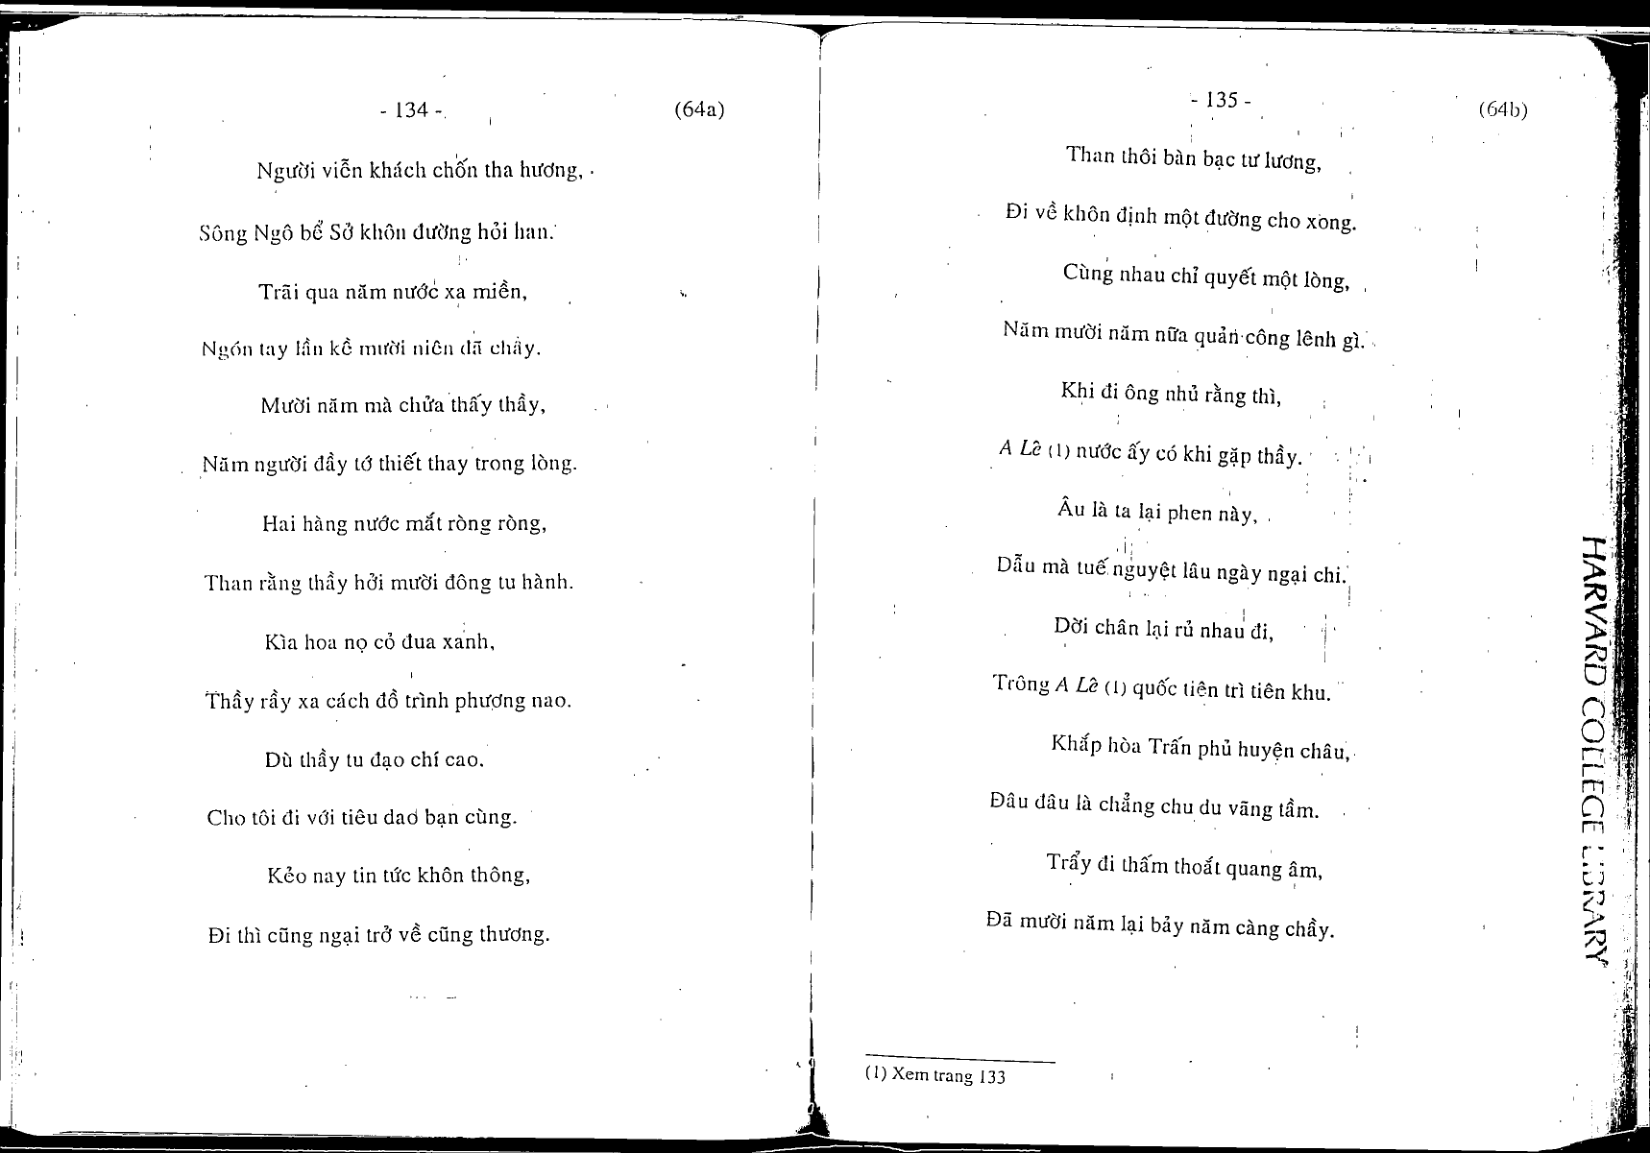 - 134 -
(64a)
Người viễn khách chốn tha hương,
Sông Ngô bể Sở khôn đường hỏi han.
Trãi qua năm nước xa miền,
Ngón tay lần kể mười niên đã chầy.
Mười năm mà chửa thấy thầy,
Năm người đầy tớ thiết thay trong lòng.
Hai hàng nước mắt ròng ròng,
Than rằng thầy hởi mười đông tu hành.
Kìa hoa nọ cỏ đua xanh,
Thầy rầy xa cách đồ trình phương nao.
Dù thầy tu đạo chí cao,
Cho tôi đi với tiêu dao bạn cùng.
Kẻo nay tin tức khôn thông,
Đi thì cũng ngại trở về cũng thương.
- 135 -
(64b)
Than thôi bàn bạc tư lương,
Đi về khôn định một đường cho xong.
Cùng nhau chỉ quyết một lòng,
Năm mười năm nữa quản công lênh gì.
Khi đi ông nhủ rằng thì,
A Lê (1) nước ấy có khi gặp thầy.
Âu là ta lại phen này,
Dẫu mà tuế nguyệt lâu ngày ngại chi.
Dời chân lại rủ nhau đi,
Trông A Lê (1) quốc tiện trì tiên khu.
Khắp hòa Trấn phủ huyện châu,
Đâu đâu là chẳng chu du vãng tầm.
Trẩy đi thấm thoắt quang âm,
Đã mười năm lại bảy năm càng chầy.
(1) Xem trang 133
HARVARD COLLEGE LIBRARY